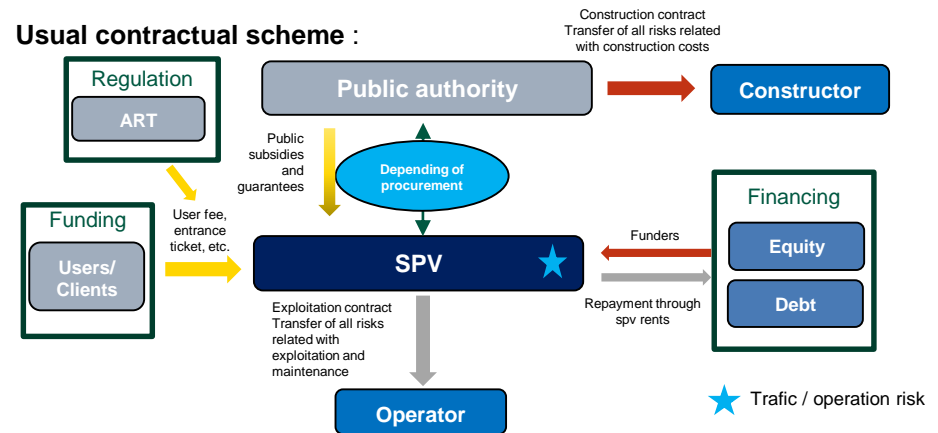 Usual contractual scheme :
Construction contract
Transfer of all risks related
with construction costs
Regulation
ART
Public authority
Constructor
Public
subsidies
and
guarantees
Depending of
procurement
Funding
Users/
Clients
User fee,
entrance
ticket, etc.
SPV
Funders
Repayment through
spv rents
Financing
Equity
Debt
Exploitation contract
Transfer of all risks
related with
exploitation and
maintenance
Operator
Trafic / operation risk